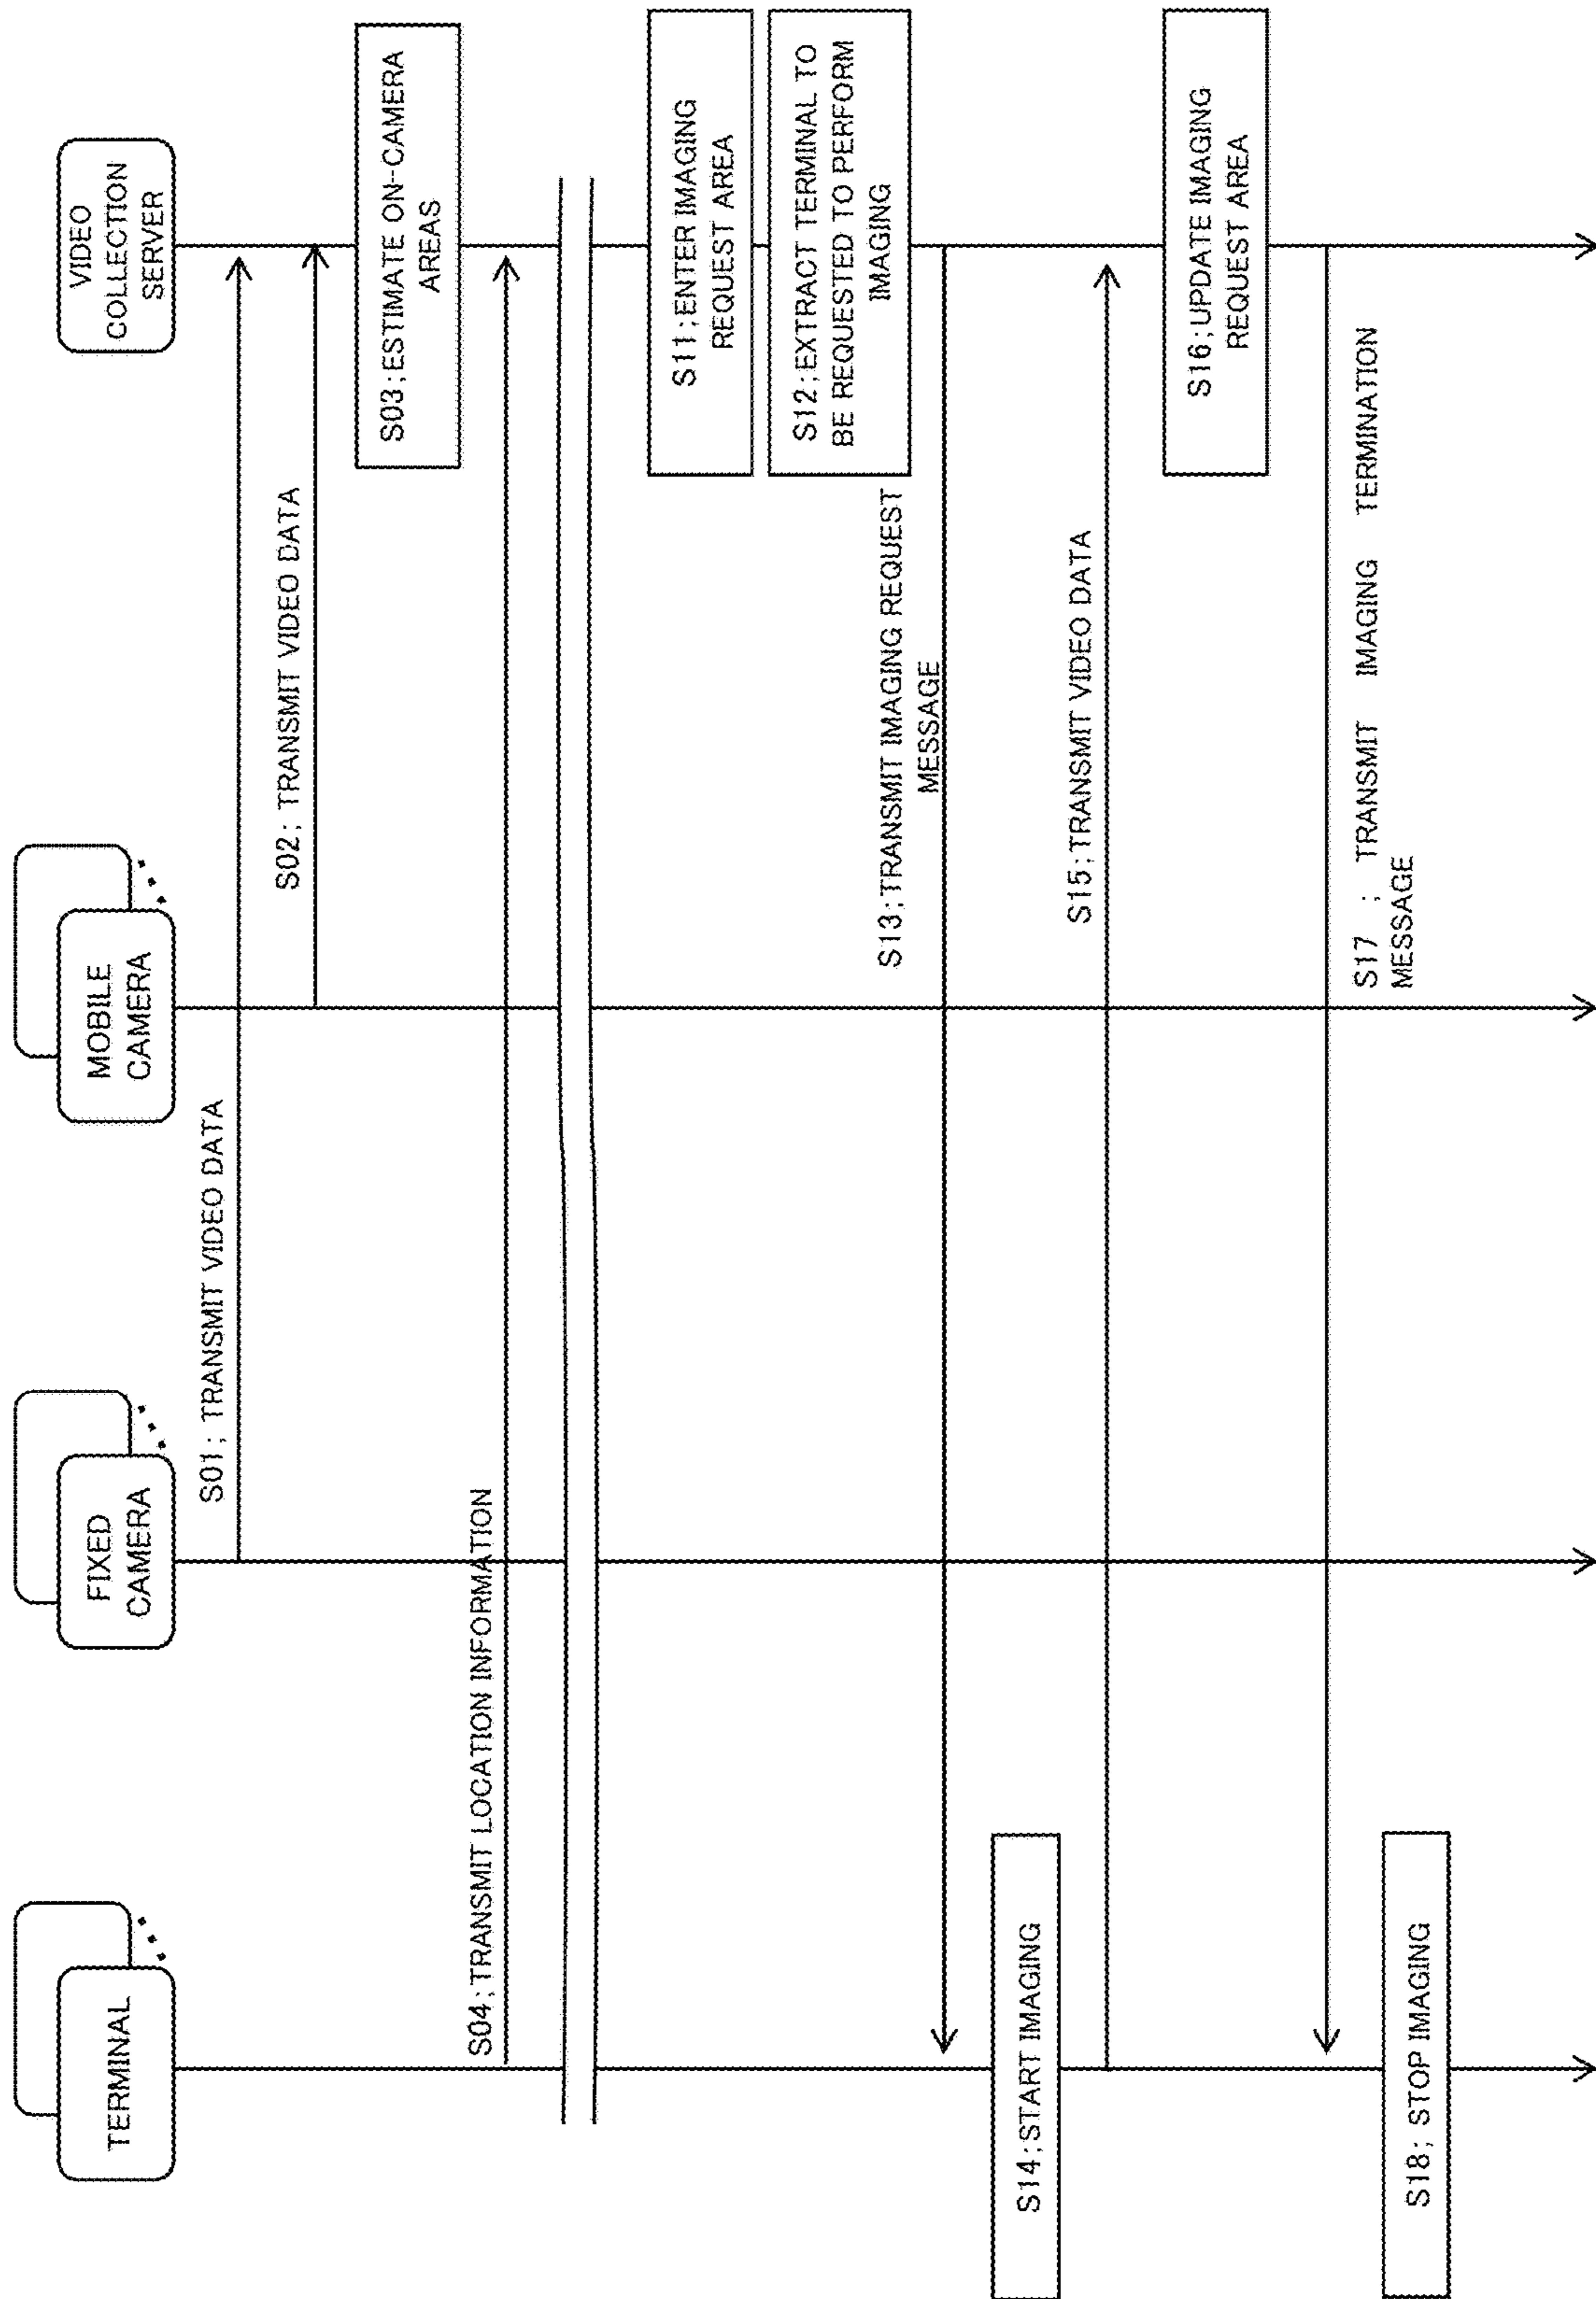 TERMINAL
FIXED
CAMERA
MOBILE
CAMERA
VIDEO
COLLECTION
SERVER
S01; TRANSMIT VIDEO DATA
S02; TRANSMIT VIDEO DATA
S03;ESTIMATE ON-CAMERA
AREAS
S04;TRANSMIT LOCATION INFORMATION
S11;ENTER IMAGING
REQUEST AREA
S12;EXTRACT TERMINAL TO
BE REQUESTED TO PERFORM
IMAGING
S13;TRANSMIT IMAGING REQUEST
MESSAGE
S14;START IMAGING
S15;TRANSMIT VIDEO DATA
S16;UPDATE IMAGING
REQUEST AREA
S17 ; TRANSMIT IMAGING TERMINATION
MESSAGE
S18; STOP IMAGING